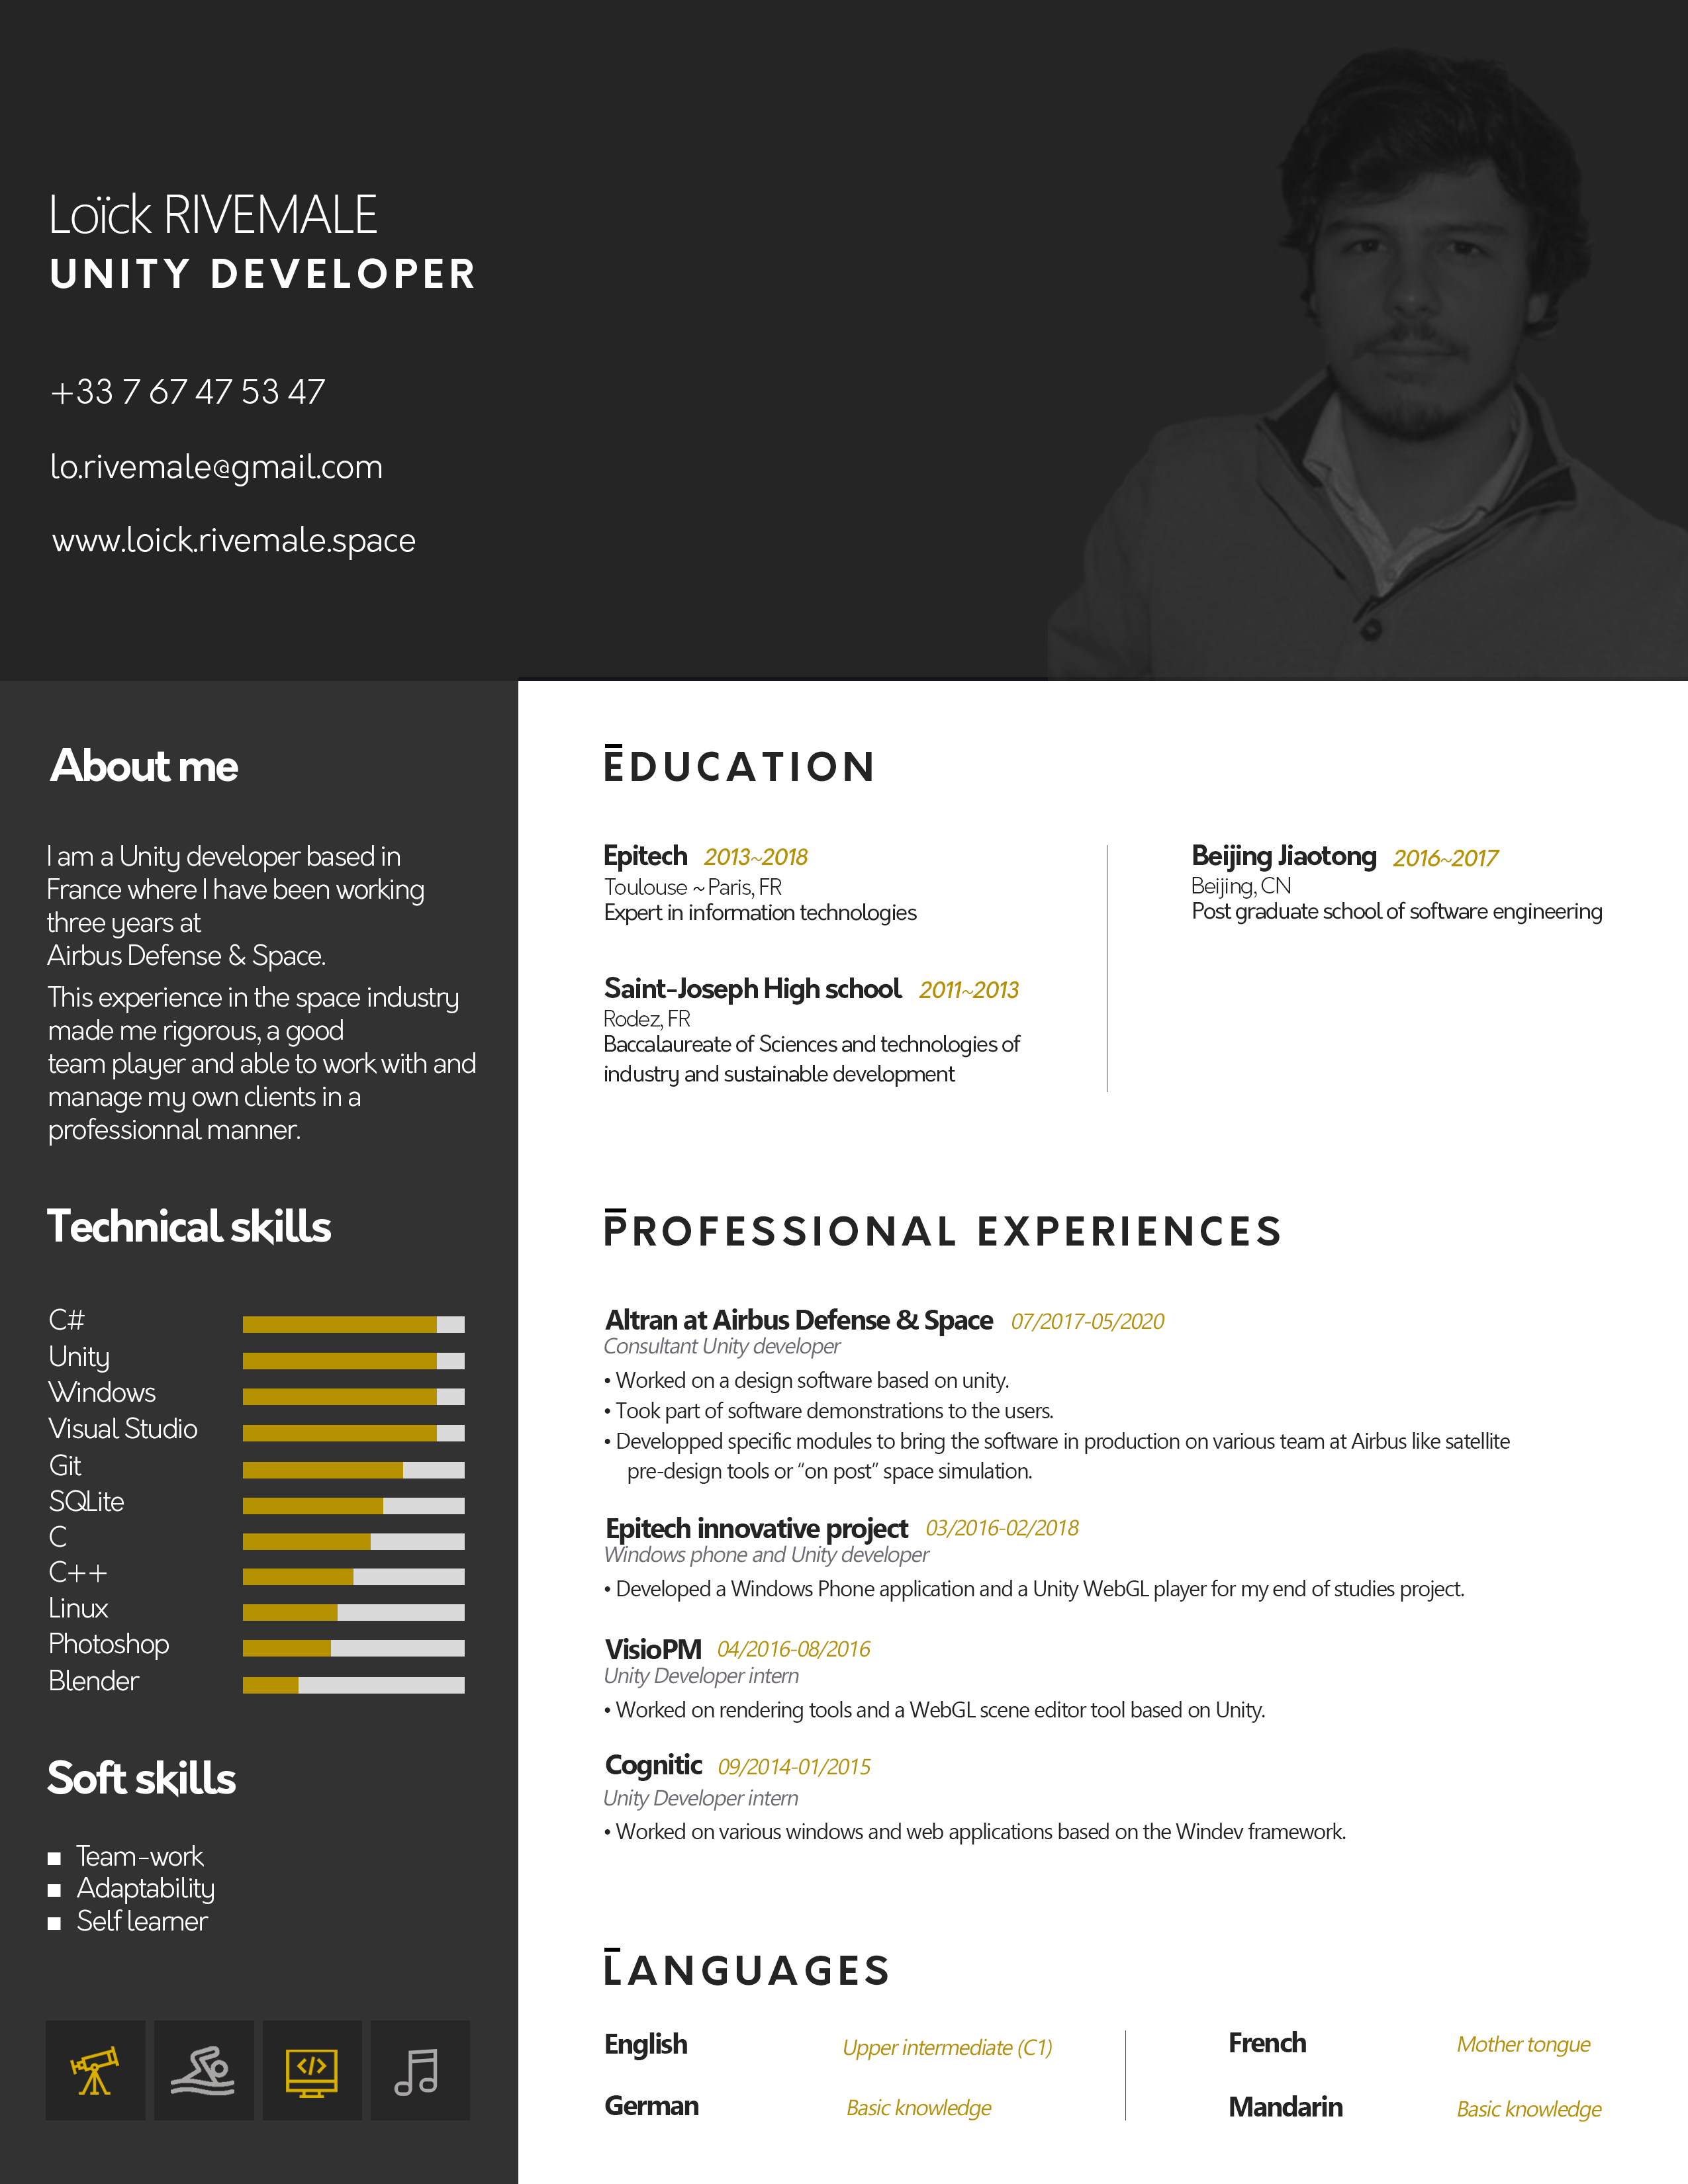 Loïck RIVEMALE
UNITY DEVELOPER
+33 7 67 47 53 47
lo.rivemale@gmail.com
www.loick.rivemale.space
About me
I am a Unity developer based in
France where I have been working
three years at
Airbus Defense & Space.
This experience in the space industry
made me rigorous, a good
team player and able to work with and
manage my own clients in a
professionnal manner.
Technical skills
C#
Unity
Windows
Visual Studio
Git
SQLite
C
C++
Linux
Photoshop
Blender
Soft skills
▪ Team-work
▪ Adaptability
▪ Self learner
EDUCATION
Epitech 2013~2018
Toulouse ~ Paris, FR
Expert in information technologies
Saint-Joseph High school 2011~2013
Rodez, FR
Baccalaureate of Sciences and technologies of
industry and sustainable development
Beijing Jiaotong 2016~2017
Beijing, CN
Post graduate school of software engineering
PROFESSIONAL EXPERIENCES
Altran at Airbus Defense & Space 07/2017-05/2020
Consultant Unity developer
• Worked on a design software based on unity.
• Took part of software demonstrations to the users.
• Developped specific modules to bring the software in production on various team at Airbus like satellite
pre-design tools or “on post” space simulation.
Epitech innovative project 03/2016-02/2018
Windows phone and Unity developer
• Developed a Windows Phone application and a Unity WebGL player for my end of studies project.
VisioPM 04/2016-08/2016
Unity Developer intern
• Worked on rendering tools and a WebGL scene editor tool based on Unity.
Cognitic 09/2014-01/2015
Unity Developer intern
• Worked on various windows and web applications based on the Windev framework.
LANGUAGES
English Upper intermediate (C1)
German Basic knowledge
French Mother tongue
Mandarin Basic knowledge